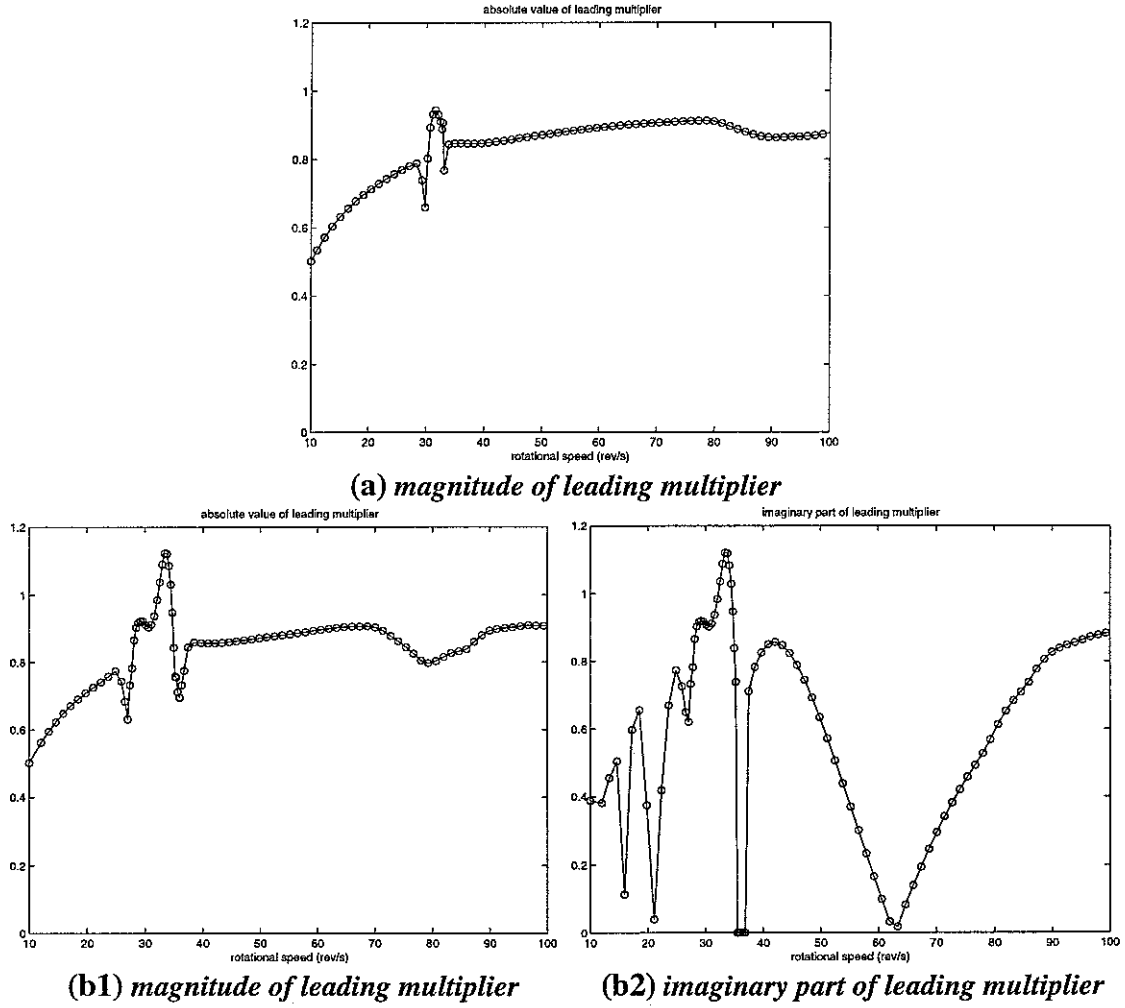 absolute value of leading multiplier
1.2
1
0.8
0.6
0.4
0.2
0
10 20 30 40 50 60 70 80 90 100
rotational speed (rev/s)
(a) magnitude of leading multiplier
absolute value of leading multiplier
1.2
1
0.8
0.6
0.4
0.2
0
10 20 30 40 50 60 70 80 90 100
rotational speed (rev/s)
(b1) magnitude of leading multiplier
imaginary part of leading multiplier
1.2
1
0.8
0.6
0.4
0.2
0
10 20 30 40 50 60 70 80 90 100
rotational speed (rev/s)
(b2) imaginary part of leading multiplier